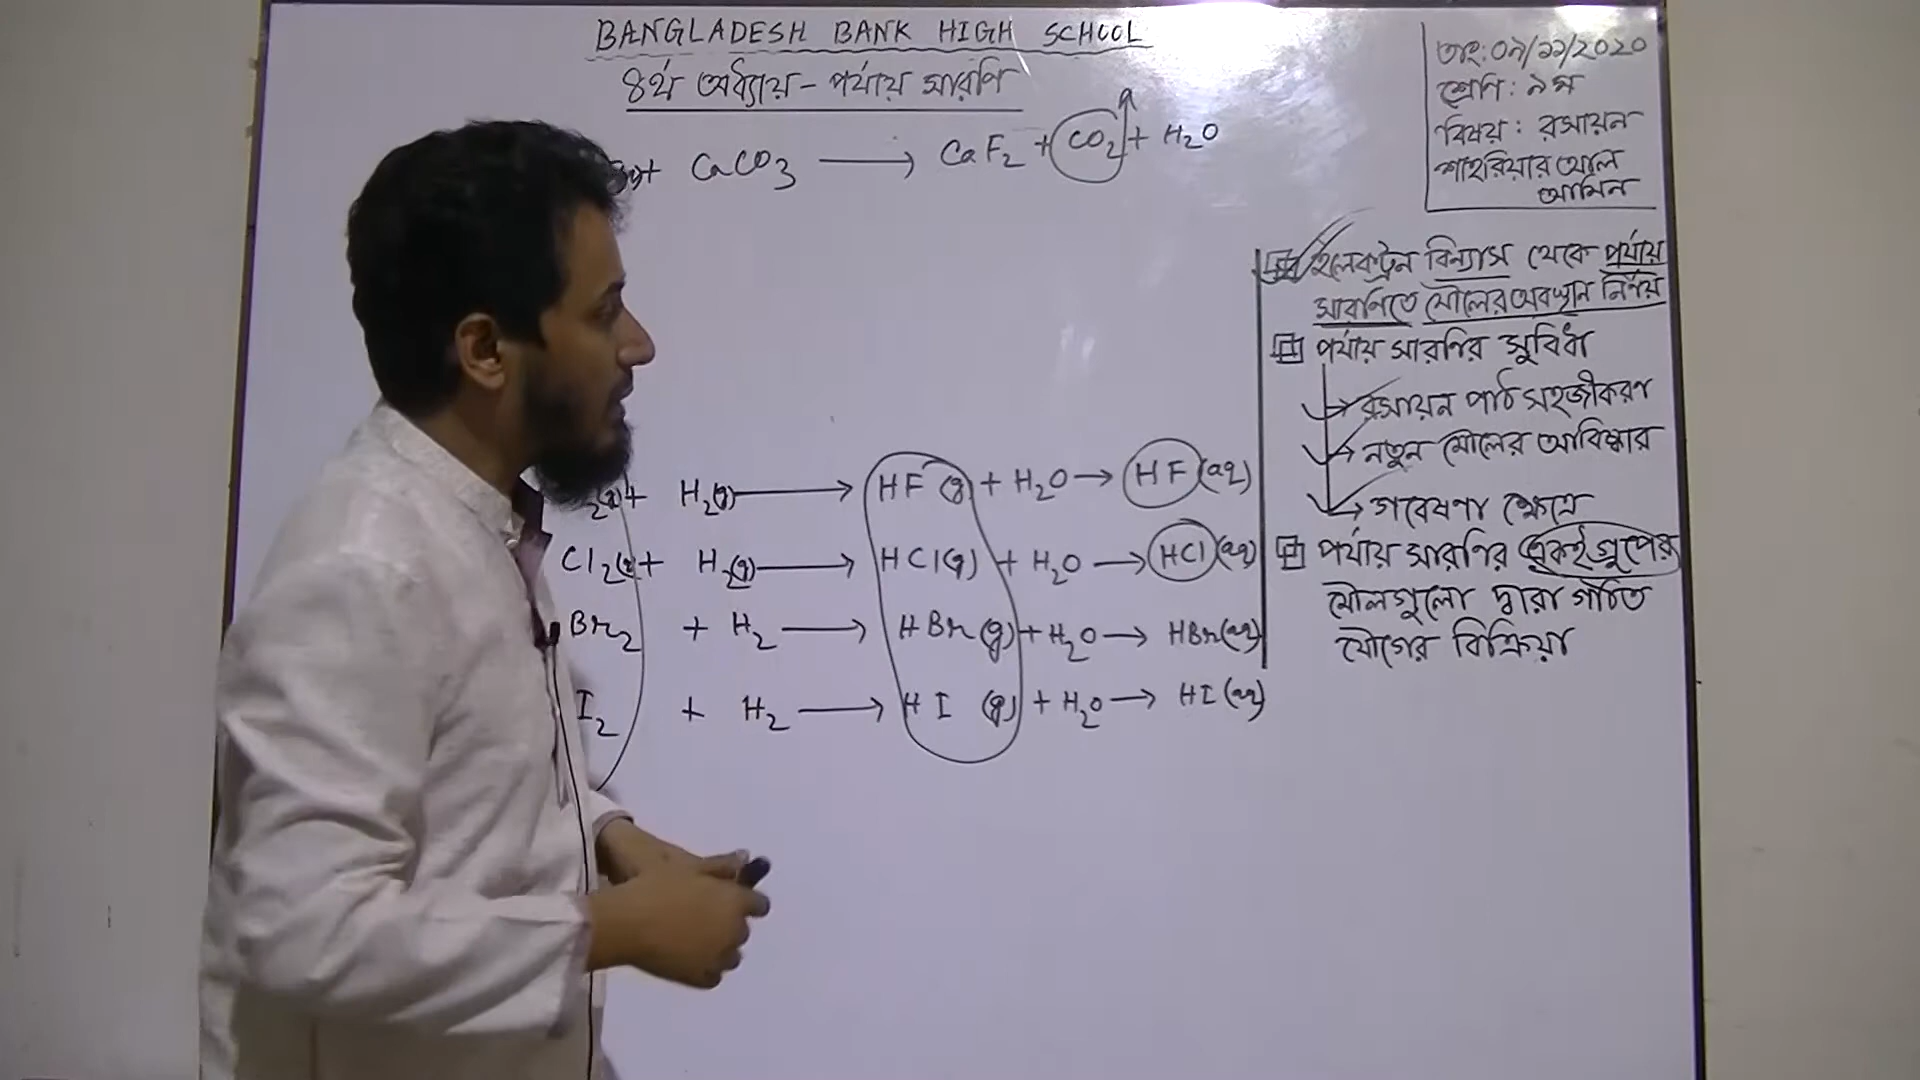 BANGLADESH BANK HIGH SCHOOL
৪র্থ অধ্যায় - পর্যায় সারণি
+ CaCO3 ⟶ CaF2 + CO2↑ + H2O
2(g) + H2(g) ⟶ HF (g) + H2O → HF (aq)
Cl2(g) + H2(g) ⟶ HCl(g) + H2O ⟶ HCl (aq)
Br2 + H2 ⟶ HBr(g) + H2O ⟶ HBr(aq)
I2 + H2 ⟶ HI (g) + H2O ⟶ HI (aq)
তাং: ০৯/১১/২০২০
শ্রেণি: ৯ম
বিষয়: রসায়ন
শাহরিয়ার আল
আমিন
ইলেকট্রন বিন্যাস থেকে পর্যায়
সারণিতে মৌলের অবস্থান নির্ণয়
পর্যায় সারণির সুবিধা
→ রসায়ন পাঠ সহজীকরণ
→ নতুন মৌলের আবিষ্কার
→ গবেষণা ক্ষেত্রে
পর্যায় সারণির একই গ্রুপের
মৌলগুলো দ্বারা গঠিত
যৌগের বিক্রিয়া